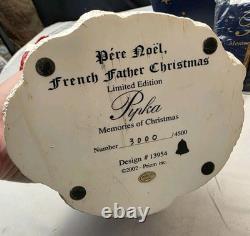 Père Noël,
French Father Christmas
Limited Edition
Pipka
Memories of Christmas
Number 3000 /4500
Design # 13954
©2002 Prizm inc.